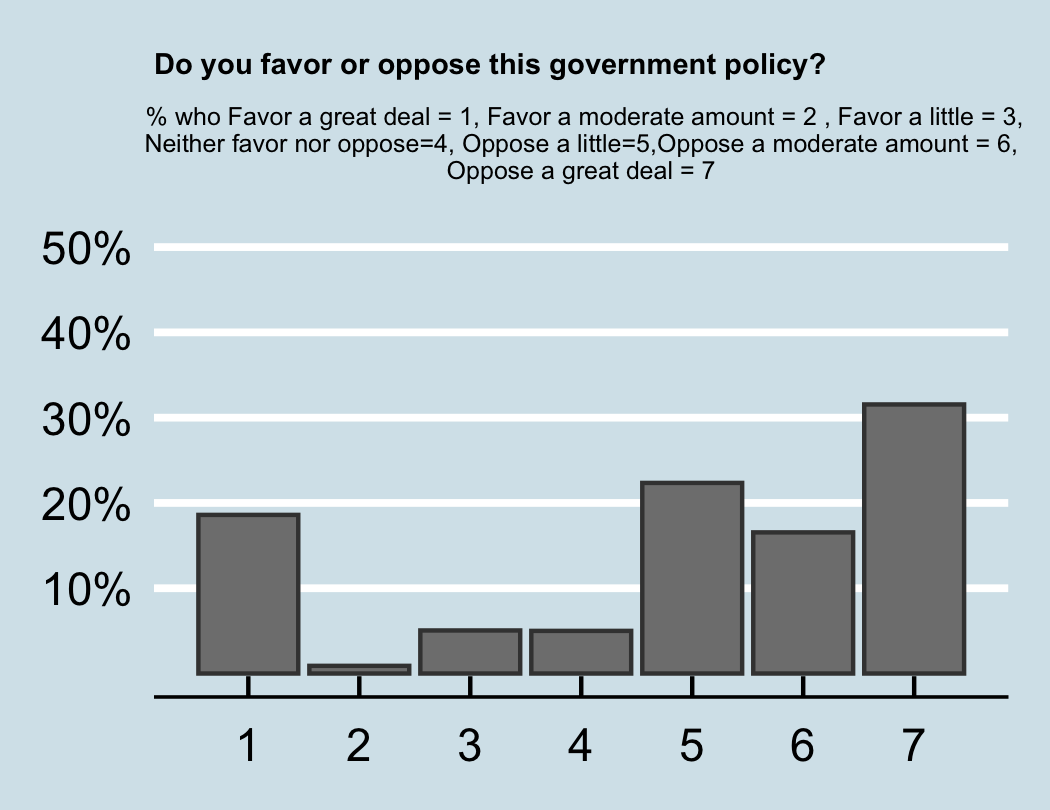 Do you favor or oppose this government policy?
% who Favor a great deal = 1, Favor a moderate amount = 2 , Favor a little = 3,
Neither favor nor oppose=4, Oppose a little=5,Oppose a moderate amount = 6,
Oppose a great deal = 7
50%
40%
30%
20%
10%
1 2 3 4 5 6 7